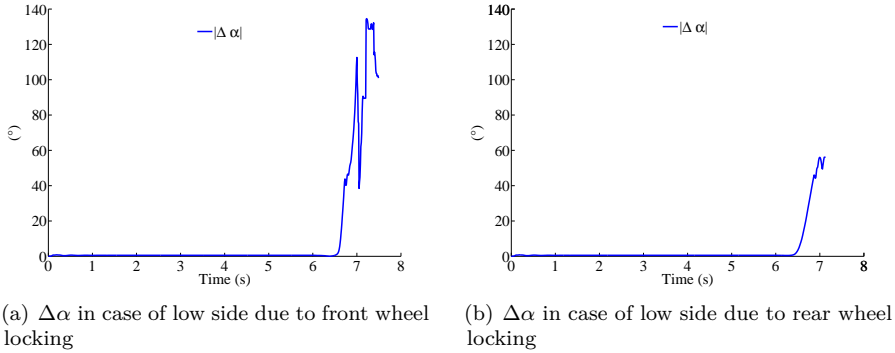 140
120
100
80
60
40
20
0
(°)
|Δ α|
0 1 2 3 4 5 6 7 8
Time (s)
(a) Δα in case of low side due to front wheel
locking
140
120
100
80
60
40
20
0
(°)
|Δ α|
0 1 2 3 4 5 6 7 8
Time (s)
(b) Δα in case of low side due to rear wheel
locking